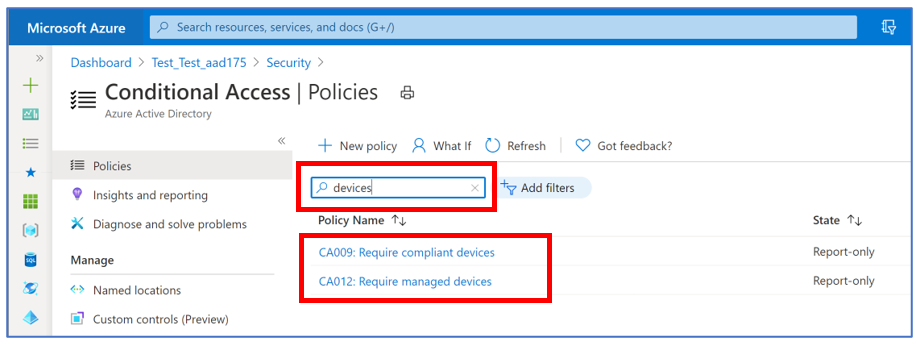 Microsoft Azure
Search resources, services, and docs (G+/)
Dashboard > Test_Test_aad175 > Security >
Conditional Access | Policies
Azure Active Directory
Policies
Insights and reporting
Diagnose and solve problems
Manage
Named locations
Custom controls (Preview)
New policy What If Refresh Got feedback?
devices Add filters
Policy Name State
CA009: Require compliant devices Report-only
CA012: Require managed devices Report-only